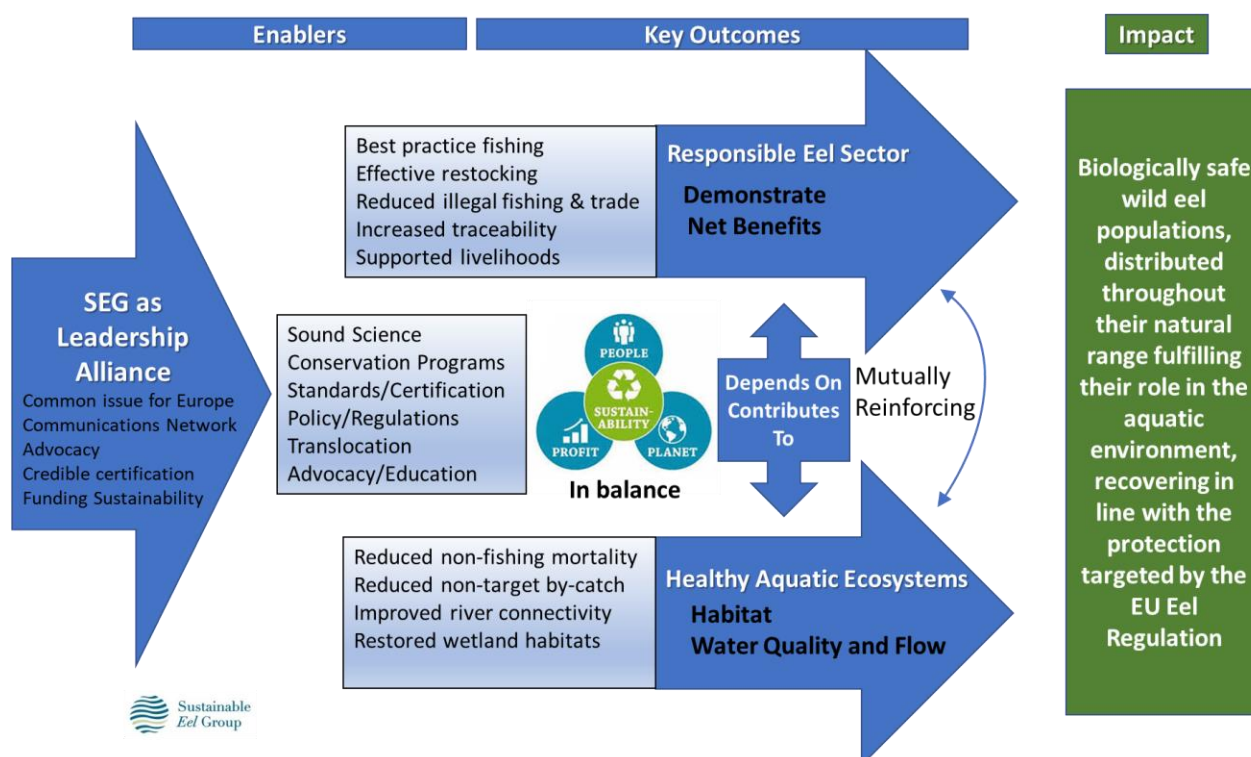 Enablers
Key Outcomes
Impact
SEG as
Leadership
Alliance
Common issue for Europe
Communications Network
Advocacy
Credible certification
Funding Sustainability
Best practice fishing
Effective restocking
Reduced illegal fishing & trade
Increased traceability
Supported livelihoods
Responsible Eel Sector
Demonstrate
Net Benefits
Sound Science
Conservation Programs
Standards/Certification
Policy/Regulations
Translocation
Advocacy/Education
PEOPLE
SUSTAIN-
ABILITY
PROFIT
PLANET
In balance
Depends On
Contributes
To
Mutually
Reinforcing
Reduced non-fishing mortality
Reduced non-target by-catch
Improved river connectivity
Restored wetland habitats
Healthy Aquatic Ecosystems
Habitat
Water Quality and Flow
Biologically safe
wild eel
populations,
distributed
throughout
their natural
range fulfilling
their role in the
aquatic
environment,
recovering in
line with the
protection
targeted by the
EU Eel
Regulation
Sustainable
Eel Group